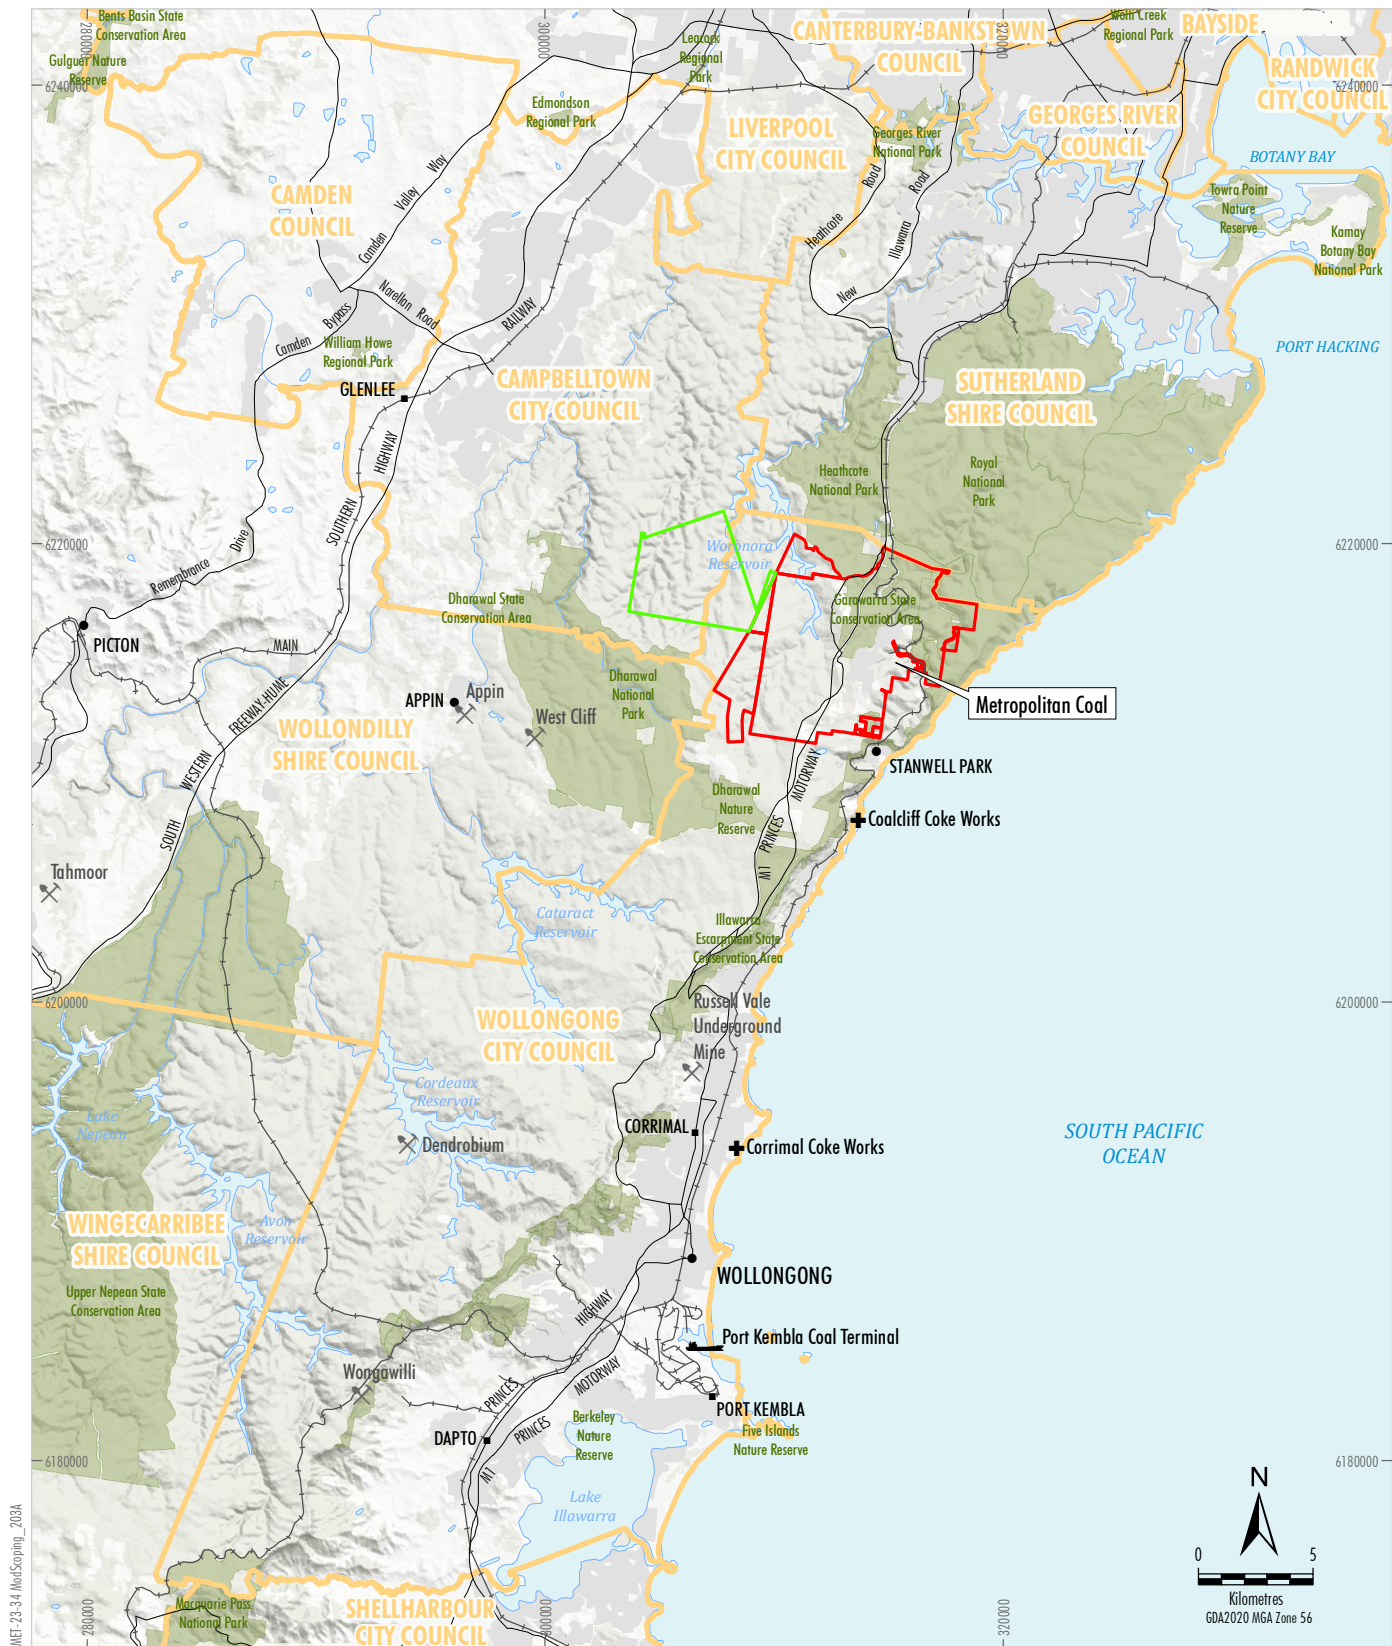 Bents Basin State
Conservation Area
280000
300000
320000
Gulguer Nature
Reserve
6240000
6240000
Leacock
Regional
Park
CANTERBURY-BANKSTOWN
COUNCIL
Wolli Creek
Regional Park
BAYSIDE
RANDWICK
CITY COUNCIL
Edmondson
Regional Park
LIVERPOOL
CITY COUNCIL
Georges River
National Park
GEORGES RIVER
COUNCIL
BOTANY BAY
Towra Point
Nature
Reserve
Kamay
Botany Bay
National Park
CAMDEN
COUNCIL
Camden Valley Way
Heathcote Road
New Illawarra Road
Camden Bypass
Narellan Road
RAILWAY
William Howe
Regional Park
GLENLEE
PORT HACKING
CAMPBELLTOWN
CITY COUNCIL
SUTHERLAND
SHIRE COUNCIL
SOUTHERN HIGHWAY
Heathcote
National Park
Royal
National
Park
6220000
6220000
Remembrance Drive
Woronora
Reservoir
Dharawal State
Conservation Area
Garawarra State
Conservation Area
PICTON
MAIN
Dharawal
National
Park
APPIN
Appin
West Cliff
Metropolitan Coal
FREEWAY-HUME
WOLLONDILLY
SHIRE COUNCIL
SOUTH WESTERN
STANWELL PARK
Dharawal
Nature
Reserve
M1 PRINCES MOTORWAY
Coalcliff Coke Works
Tahmoor
Cataract
Reservoir
Illawarra
Escarpment State
Conservation Area
6200000
6200000
Russell Vale
Underground
Mine
WOLLONGONG
CITY COUNCIL
Cordeaux
Reservoir
Lake
Nepean
CORRIMAL
Dendrobium
Corrimal Coke Works
SOUTH PACIFIC
OCEAN
WINGECARRIBEE
SHIRE COUNCIL
Avon
Reservoir
WOLLONGONG
Upper Nepean State
Conservation Area
HIGHWAY
Port Kembla Coal Terminal
Wongawilli
PRINCES
MOTORWAY
PORT KEMBLA
DAPTO
M1 PRINCES
Berkeley
Nature
Reserve
Five Islands
Nature Reserve
6180000
6180000
Lake
Illawarra
N
0 5
Kilometres
GDA2020 MGA Zone 56
Macquarie Pass
National Park
SHELLHARBOUR
CITY COUNCIL
280000
300000
320000
MET-23-34 ModScoping_203A